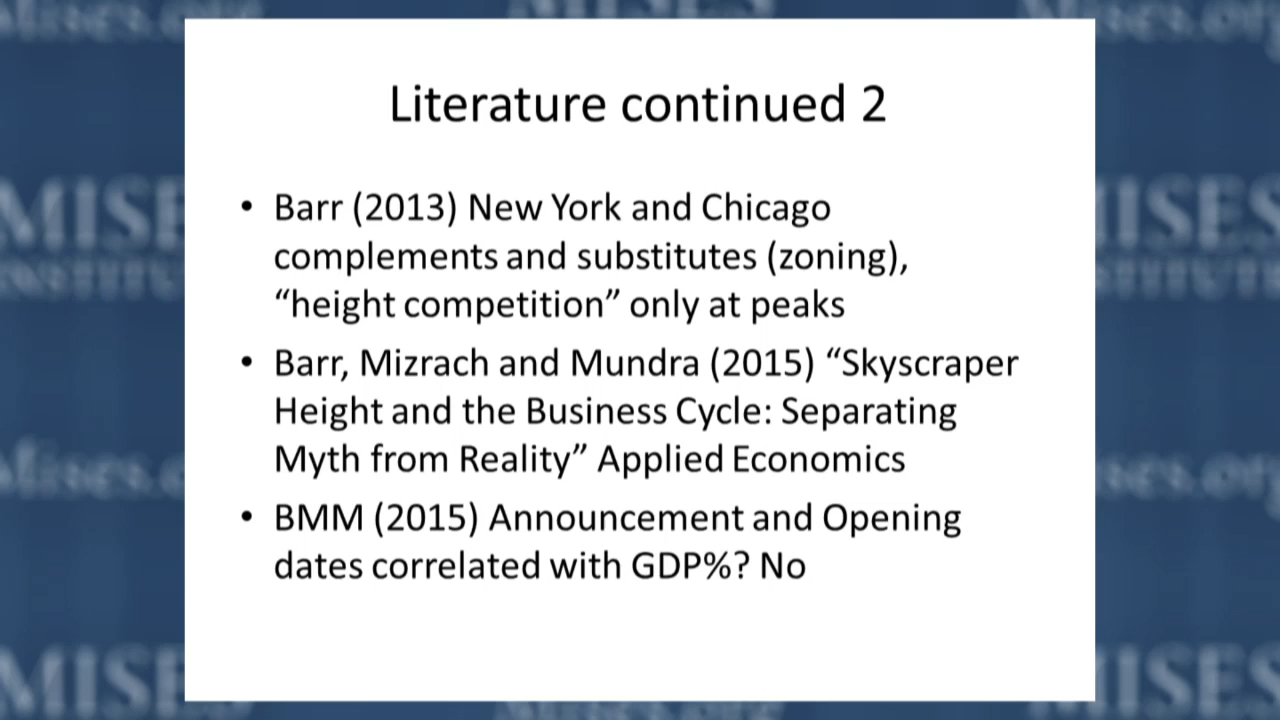 Literature continued 2
• Barr (2013) New York and Chicago
complements and substitutes (zoning),
“height competition” only at peaks
• Barr, Mizrach and Mundra (2015) “Skyscraper
Height and the Business Cycle: Separating
Myth from Reality” Applied Economics
• BMM (2015) Announcement and Opening
dates correlated with GDP%? No